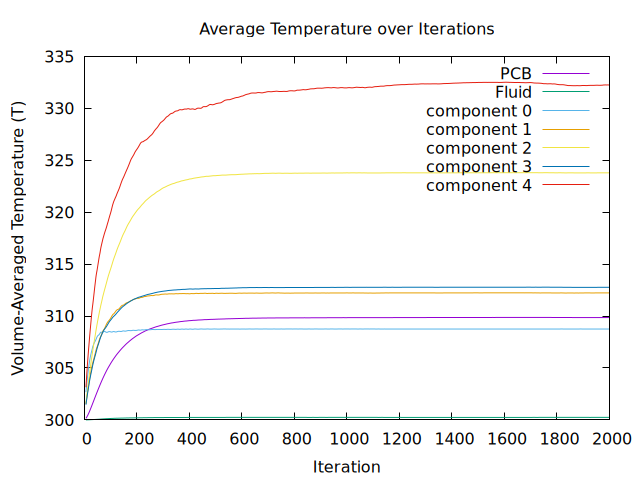 Average Temperature over Iterations
Volume-Averaged Temperature (T)
335
330
325
320
315
310
305
300
PCB
Fluid
component 0
component 1
component 2
component 3
component 4
0 200 400 600 800 1000 1200 1400 1600 1800 2000
Iteration